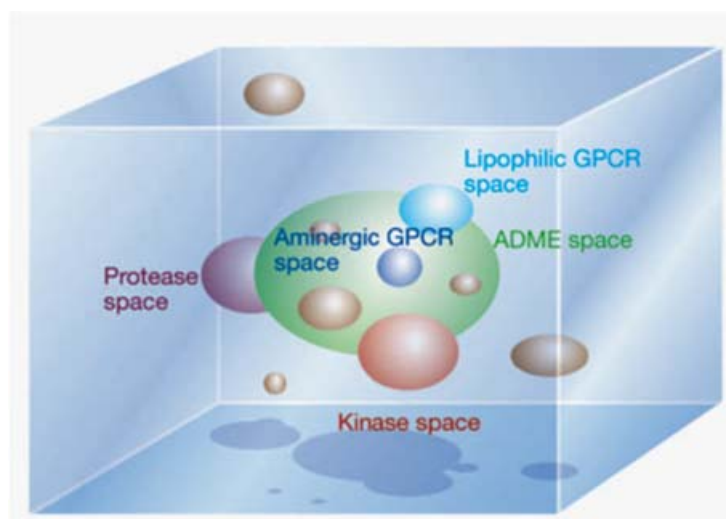 Lipophilic GPCR
space
Aminergic GPCR
space
ADME space
Protease
space
Kinase space